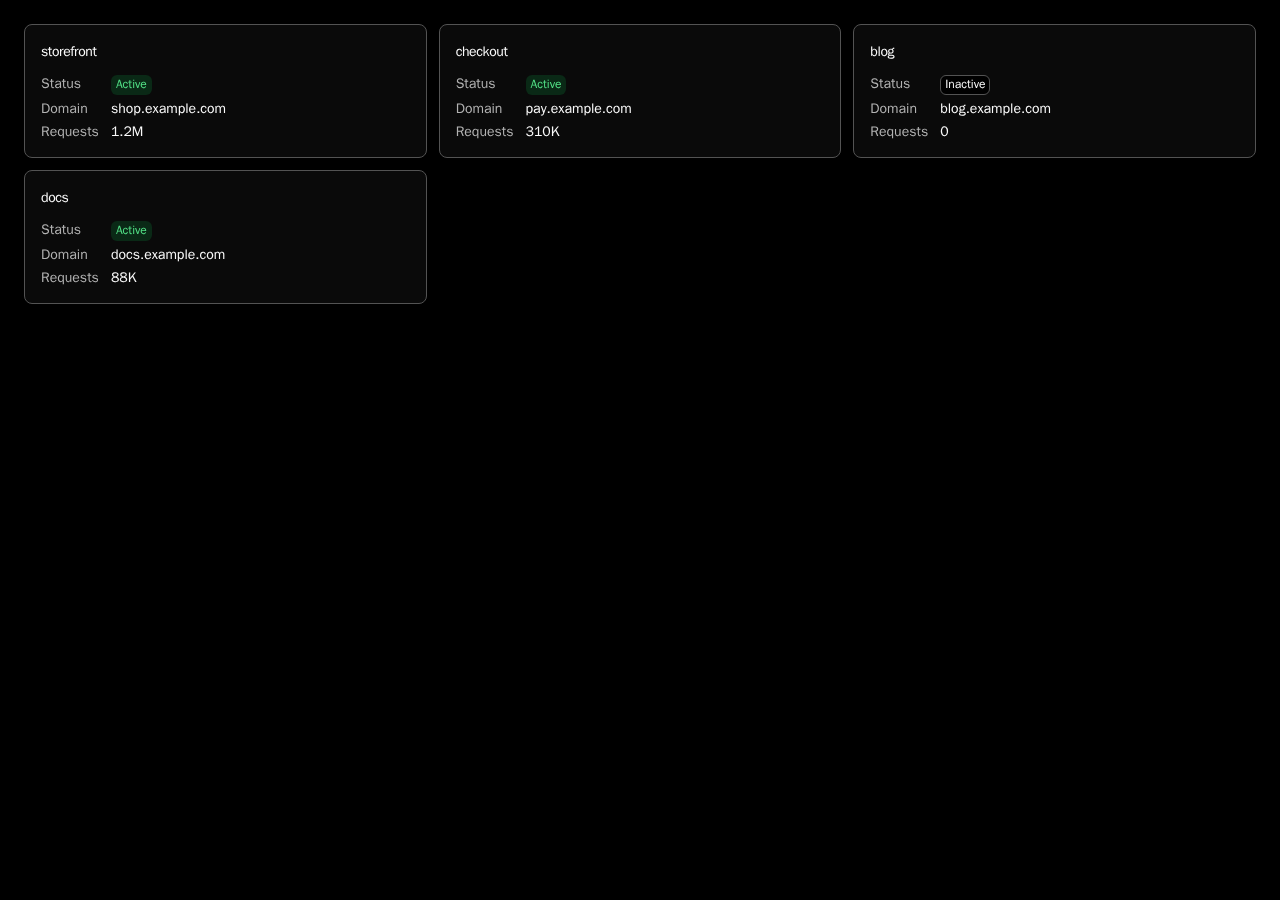 storefront
Status Active
Domain shop.example.com
Requests 1.2M
checkout
Status Active
Domain pay.example.com
Requests 310K
blog
Status Inactive
Domain blog.example.com
Requests 0
docs
Status Active
Domain docs.example.com
Requests 88K